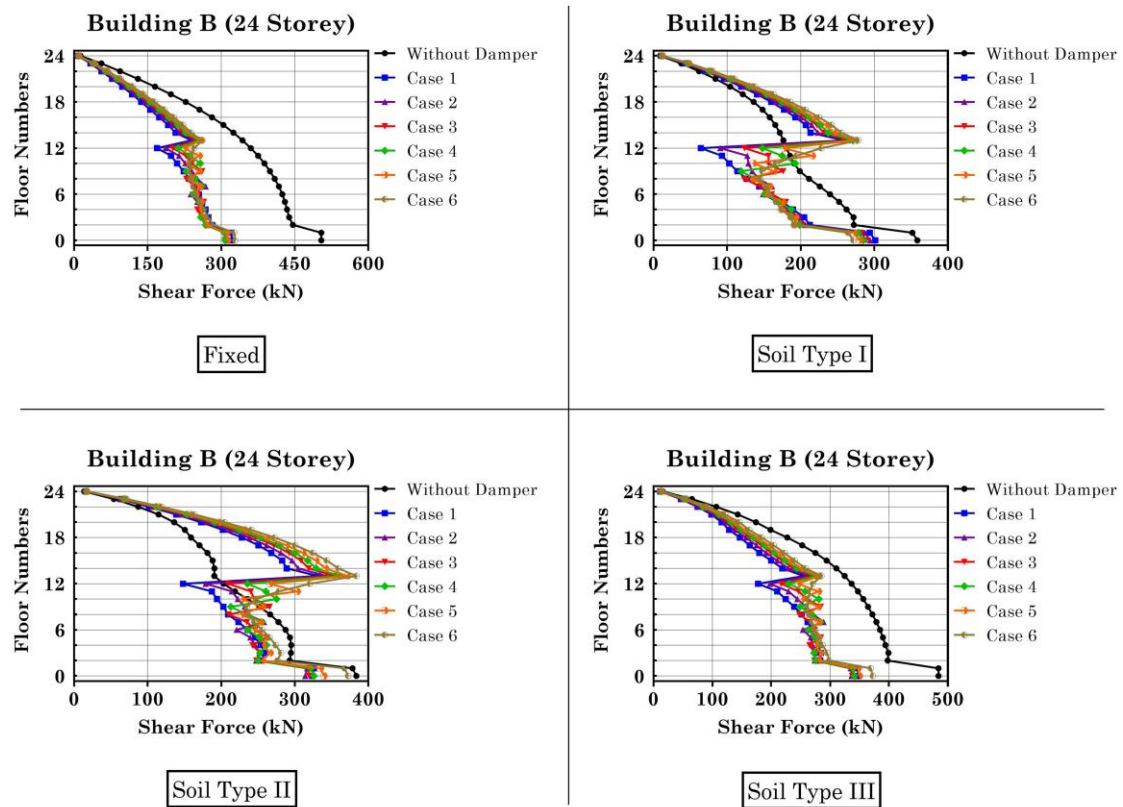 Building B (24 Storey)
Floor Numbers
24
18
12
6
0
0 150 300 450 600
Shear Force (kN)
Without Damper
Case 1
Case 2
Case 3
Case 4
Case 5
Case 6
Fixed
Building B (24 Storey)
Floor Numbers
24
18
12
6
0
0 100 200 300 400
Shear Force (kN)
Without Damper
Case 1
Case 2
Case 3
Case 4
Case 5
Case 6
Soil Type I
Building B (24 Storey)
Floor Numbers
24
18
12
6
0
0 100 200 300 400
Shear Force (kN)
Without Damper
Case 1
Case 2
Case 3
Case 4
Case 5
Case 6
Soil Type II
Building B (24 Storey)
Floor Numbers
24
18
12
6
0
0 100 200 300 400 500
Shear Force (kN)
Without Damper
Case 1
Case 2
Case 3
Case 4
Case 5
Case 6
Soil Type III